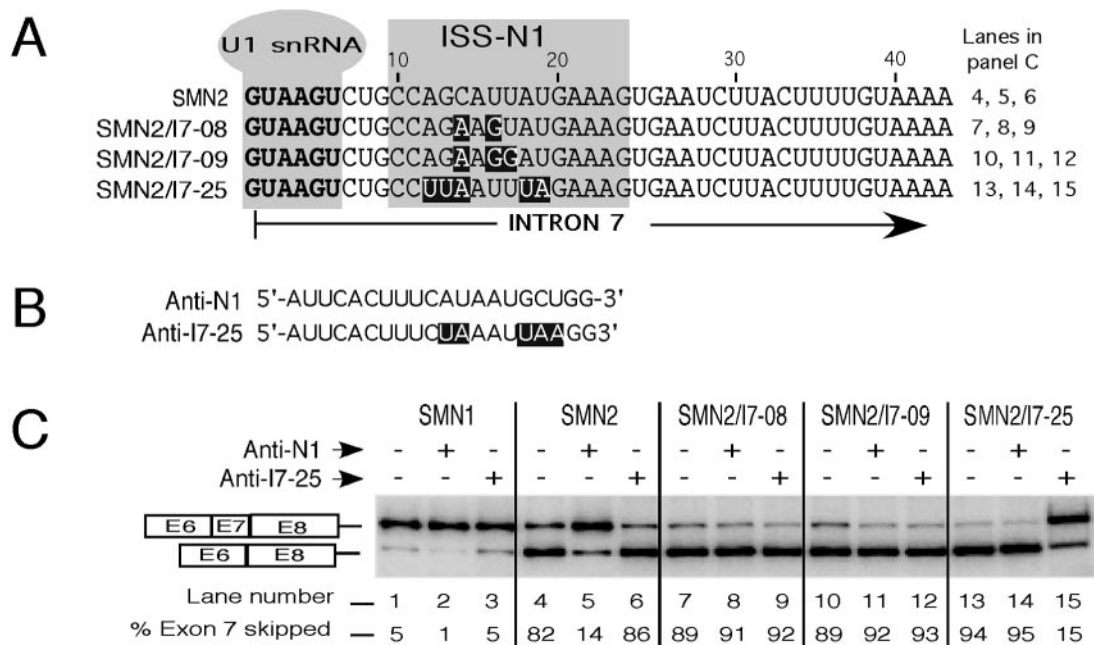 A
U1 snRNA
ISS-N1
Lanes in
panel C
10 20 30 40
SMN2 GUAAGUCUGCCAGCAUUAUGAAAGUGAAUCUUACUUUUGUAAAA 4, 5, 6
SMN2/I7-08 GUAAGUCUGCCAGAAGUAUGAAAGUGAAUCUUACUUUUGUAAAA 7, 8, 9
SMN2/I7-09 GUAAGUCUGCCAGAAGGAUGAAAGUGAAUCUUACUUUUGUAAAA 10, 11, 12
SMN2/I7-25 GUAAGUCUGCCUUAAUUUAGAAAGUGAAUCUUACUUUUGUAAAA 13, 14, 15
INTRON 7
B
Anti-N1 5'-AUUCACUUUCAUAAUGCUGG-3'
Anti-I7-25 5'-AUUCACUUUCUAAAUUAAGG3'
C
SMN1 SMN2 SMN2/I7-08 SMN2/I7-09 SMN2/I7-25
Anti-N1 - + - - + - - + - - + - - + -
Anti-I7-25 - - + - - + - - + - - + - - +
E6 E7 E8
E6 E8
Lane number 1 2 3 4 5 6 7 8 9 10 11 12 13 14 15
% Exon 7 skipped 5 1 5 82 14 86 89 91 92 89 92 93 94 95 15